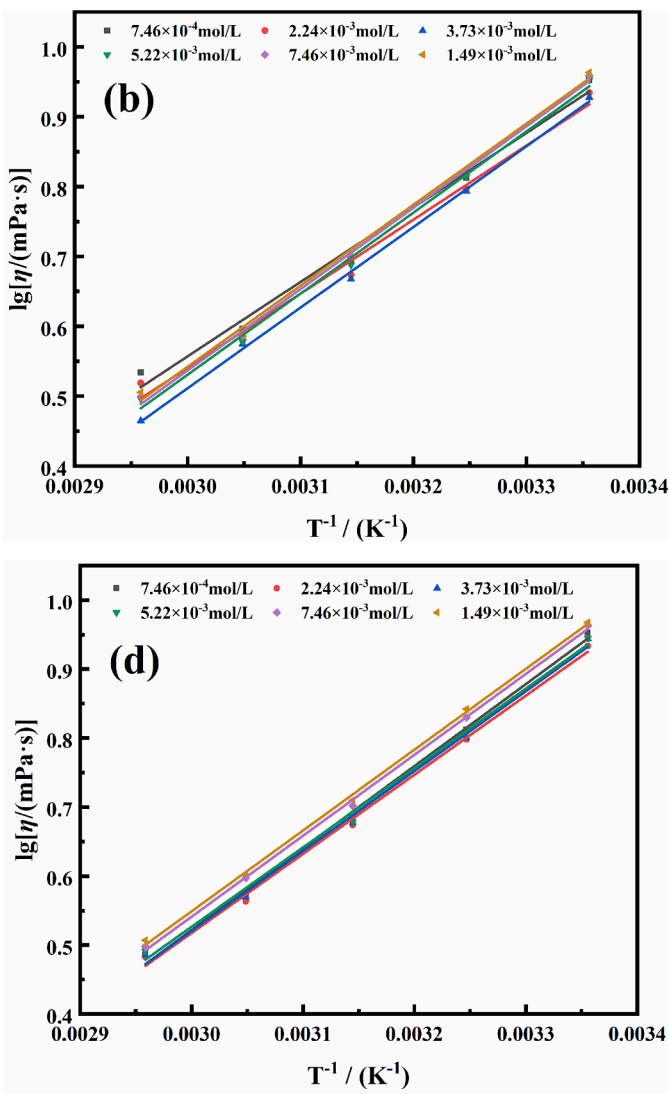 7.46×10⁻⁴mol/L 2.24×10⁻³mol/L 3.73×10⁻³mol/L
5.22×10⁻³mol/L 7.46×10⁻³mol/L 1.49×10⁻³mol/L
(b)
lg[η/(mPa·s)]
1.0
0.9
0.8
0.7
0.6
0.5
0.4
0.0029 0.0030 0.0031 0.0032 0.0033 0.0034
T⁻¹ / (K⁻¹)
7.46×10⁻⁴mol/L 2.24×10⁻³mol/L 3.73×10⁻³mol/L
5.22×10⁻³mol/L 7.46×10⁻³mol/L 1.49×10⁻³mol/L
(d)
lg[η/(mPa·s)]
1.0
0.9
0.8
0.7
0.6
0.5
0.4
0.0029 0.0030 0.0031 0.0032 0.0033 0.0034
T⁻¹ / (K⁻¹)